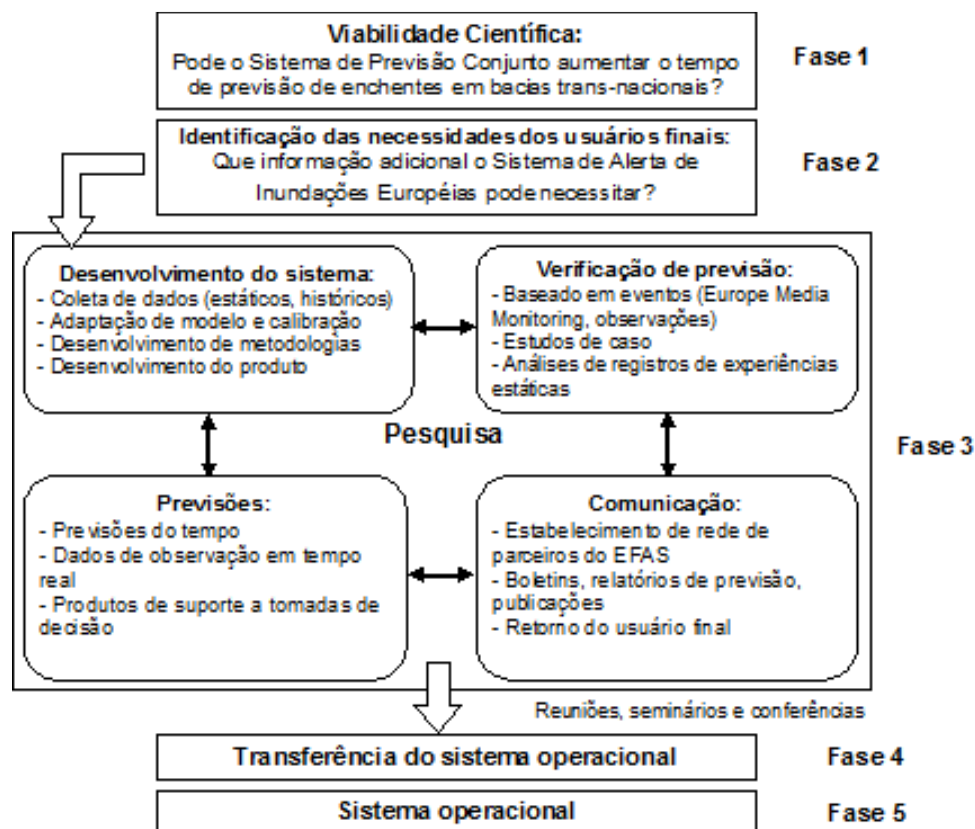 Viabilidade Científica:
Pode o Sistema de Previsão Conjunto aumentar o tempo
de previsão de enchentes em bacias trans-nacionais?
Fase 1
Identificação das necessidades dos usuários finais:
Que informação adicional o Sistema de Alerta de
Inundações Européias pode necessitar?
Fase 2
Desenvolvimento do sistema:
- Coleta de dados (estáticos, históricos)
- Adaptação de modelo e calibração
- Desenvolvimento de metodologias
- Desenvolvimento do produto
Verificação de previsão:
- Baseado em eventos (Europe Media
Monitoring, observações)
- Estudos de caso
- Análises de registros de experiências
estáticas
Pesquisa
Fase 3
Previsões:
- Previsões do tempo
- Dados de observação em tempo
real
- Produtos de suporte a tomadas de
decisão
Comunicação:
- Estabelecimento de rede de
parceiros do EFAS
- Boletins, relatórios de previsão,
publicações
- Retorno do usuário final
Reuniões, seminários e conferências
Transferência do sistema operacional
Fase 4
Sistema operacional
Fase 5